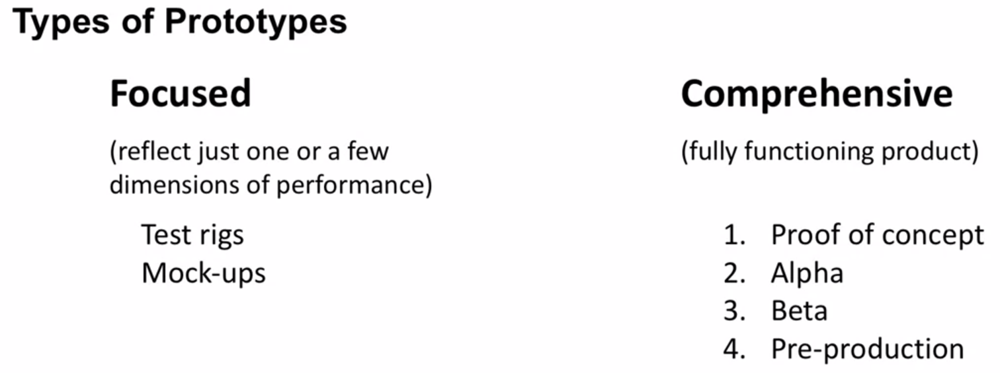 Types of Prototypes
Focused
(reflect just one or a few
dimensions of performance)
Test rigs
Mock-ups
Comprehensive
(fully functioning product)
1. Proof of concept
2. Alpha
3. Beta
4. Pre-production